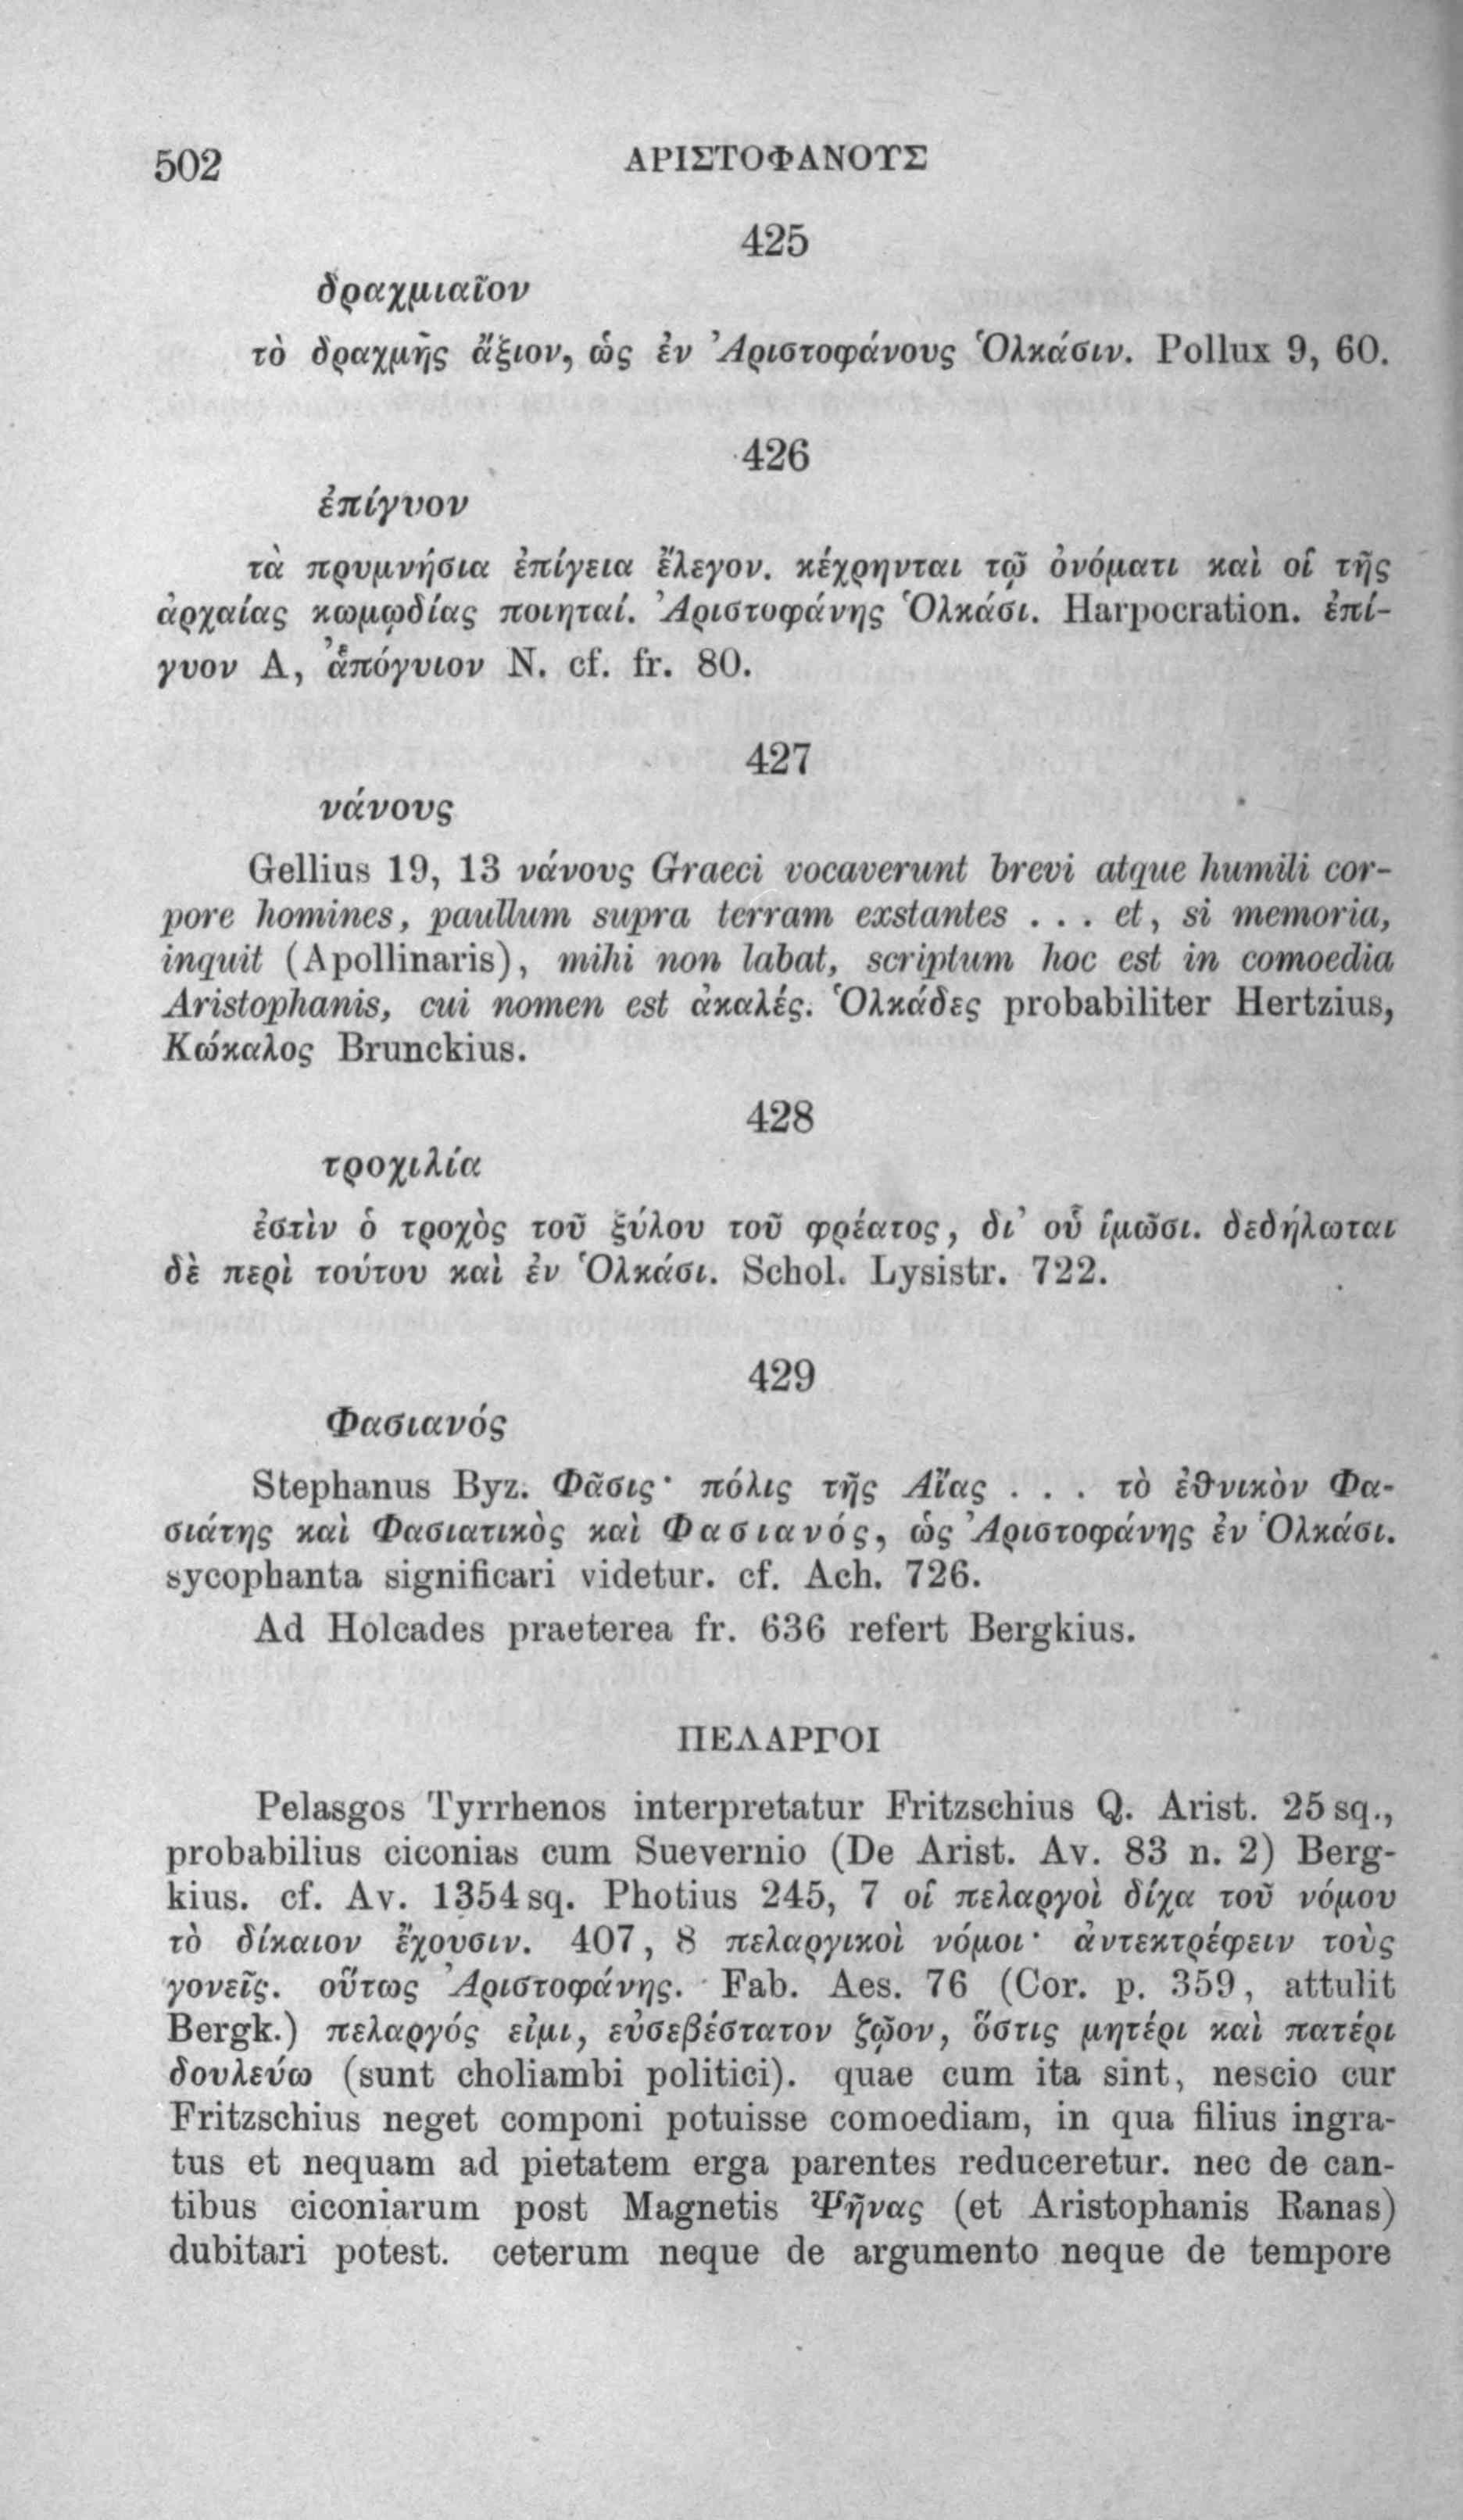 502
ΑΡΙΣΤΟΦΑΝΟΥΣ
425
δραχμιαῖον
τὸ δραχμῆς ἄξιον, ὡς ἐν Ἀριστοφάνους Ὁλκάσιν. Pollux 9, 60.
426
ἐπίγυον
τὰ πρυμνήσια ἐπίγεια ἔλεγον. κέχρηνται τῷ ὀνόματι καὶ οἱ τῆς
ἀρχαίας κωμῳδίας ποιηταί. Ἀριστοφάνης Ὁλκάσι. Harpocration. ἐπί-
γυον A, ἀπόγυιον N. cf. fr. 80.
427
νάνους
Gellius 19, 13 νάνους Graeci vocaverunt brevi atque humili cor-
pore homines, paullum supra terram exstantes . . . et, si memoria,
inquit (Apollinaris), mihi non labat, scriptum hoc est in comoedia
Aristophanis, cui nomen est ἀκαλές. Ὁλκάδες probabiliter Hertzius,
Κώκαλος Brunckius.
428
τροχιλία
ἐστὶν ὁ τροχὸς τοῦ ξύλου τοῦ φρέατος, δι' οὗ ἱμῶσι. δεδήλωται
δὲ περὶ τούτου καὶ ἐν Ὁλκάσι. Schol. Lysistr. 722.
429
Φασιανός
Stephanus Byz. Φᾶσις· πόλις τῆς Αἴας . . . τὸ ἐθνικὸν Φα-
σιάτης καὶ Φασιατικὸς καὶ Φασιανός, ὡς Ἀριστοφάνης ἐν Ὁλκάσι.
sycophanta significari videtur. cf. Ach. 726.
Ad Holcades praeterea fr. 636 refert Bergkius.
ΠΕΛΑΡΓΟΙ
Pelasgos Tyrrhenos interpretatur Fritzschius Q. Arist. 25 sq.,
probabilius ciconias cum Suevernio (De Arist. Av. 83 n. 2) Berg-
kius. cf. Av. 1354 sq. Photius 245, 7 οἱ πελαργοὶ δίχα τοῦ νόμου
τὸ δίκαιον ἔχουσιν. 407, 8 πελαργικοὶ νόμοι· ἀντεκτρέφειν τοὺς
γονεῖς. οὕτως Ἀριστοφάνης. Fab. Aes. 76 (Cor. p. 359, attulit
Bergk.) πελαργός εἰμι, εὐσεβέστατον ζῷον, ὅστις μητέρι καὶ πατέρι
δουλεύω (sunt choliambi politici). quae cum ita sint, nescio cur
Fritzschius neget componi potuisse comoediam, in qua filius ingra-
tus et nequam ad pietatem erga parentes reduceretur. nec de can-
tibus ciconiarum post Magnetis Ψῆνας (et Aristophanis Ranas)
dubitari potest. ceterum neque de argumento neque de tempore